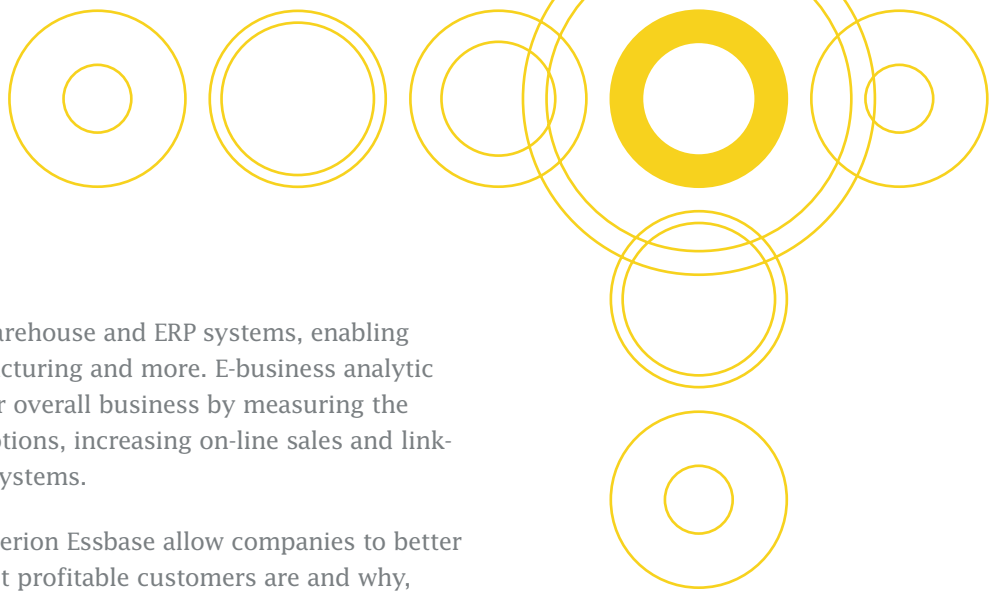 arehouse and ERP systems, enabling
cturing and more. E-business analytic
r overall business by measuring the
otions, increasing on-line sales and link-
ystems.
erion Essbase allow companies to better
t profitable customers are and why,